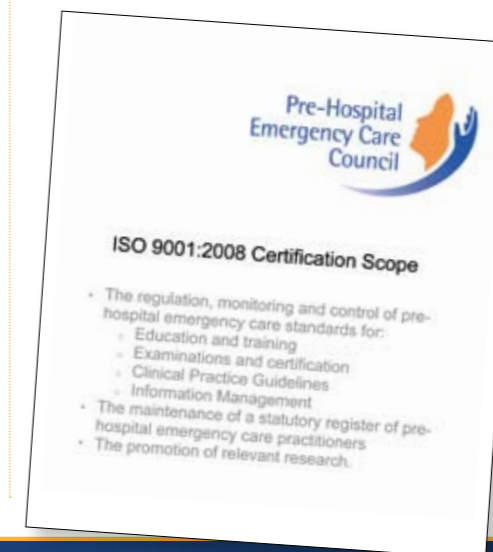 Pre-Hospital
Emergency Care
Council
ISO 9001:2008 Certification Scope
• The regulation, monitoring and control of pre-
hospital emergency care standards for:
◦ Education and training
◦ Examinations and certification
◦ Clinical Practice Guidelines
◦ Information Management
• The maintenance of a statutory register of pre-
hospital emergency care practitioners
• The promotion of relevant research.